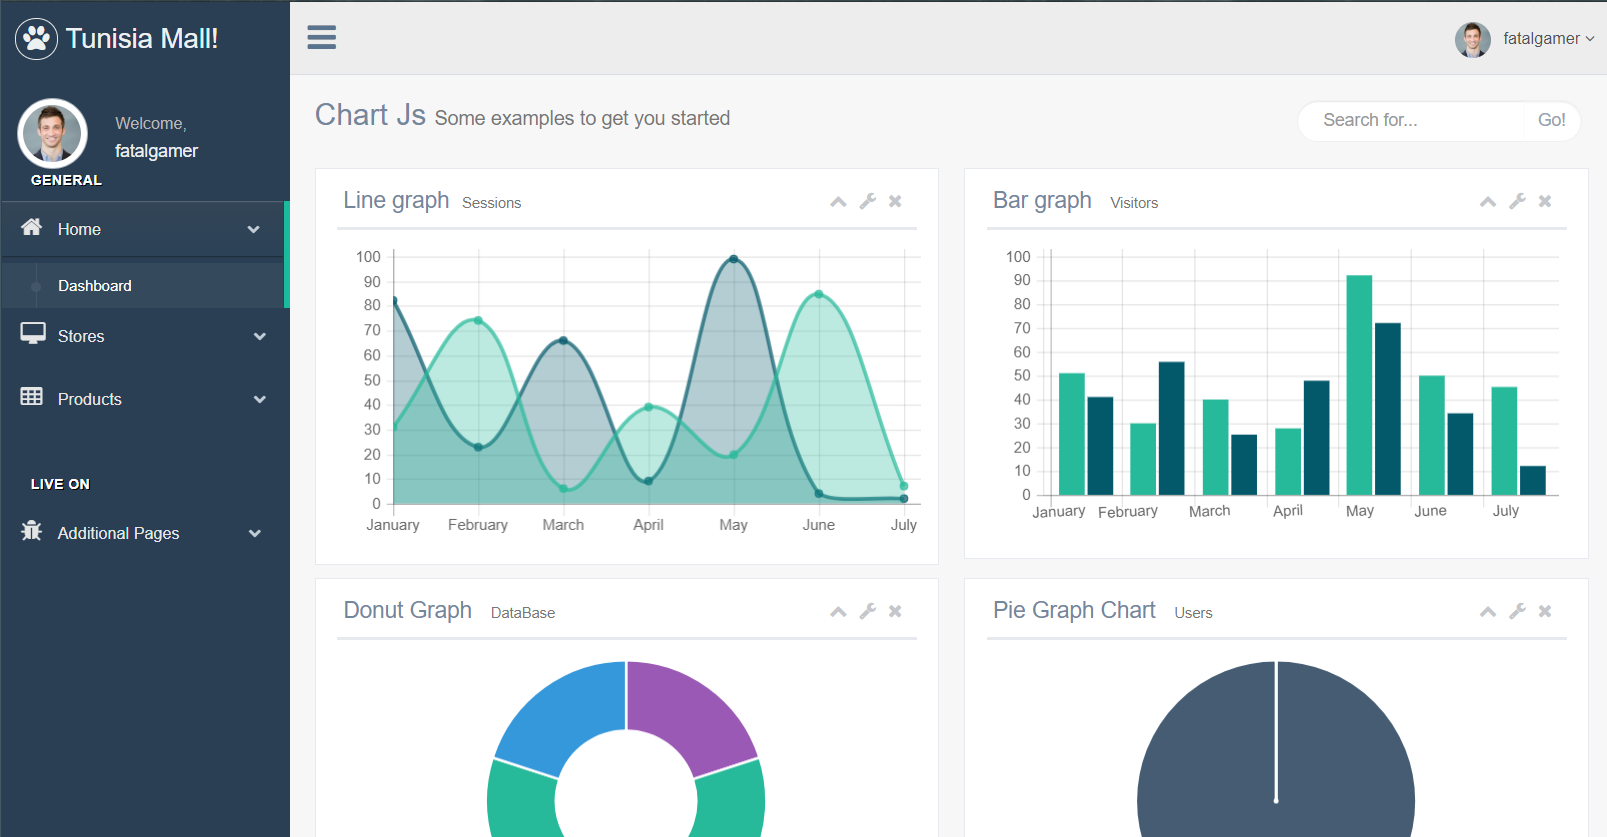 Tunisia Mall!
fatalgamer
Welcome,
fatalgamer
GENERAL
Home
Dashboard
Stores
Products
LIVE ON
Additional Pages
Chart Js Some examples to get you started
Search for...
Go!
Line graph Sessions
100
90
80
70
60
50
40
30
20
10
0
January February March April May June July
Bar graph Visitors
100
90
80
70
60
50
40
30
20
10
0
January February March April May June July
Donut Graph DataBase
Pie Graph Chart Users